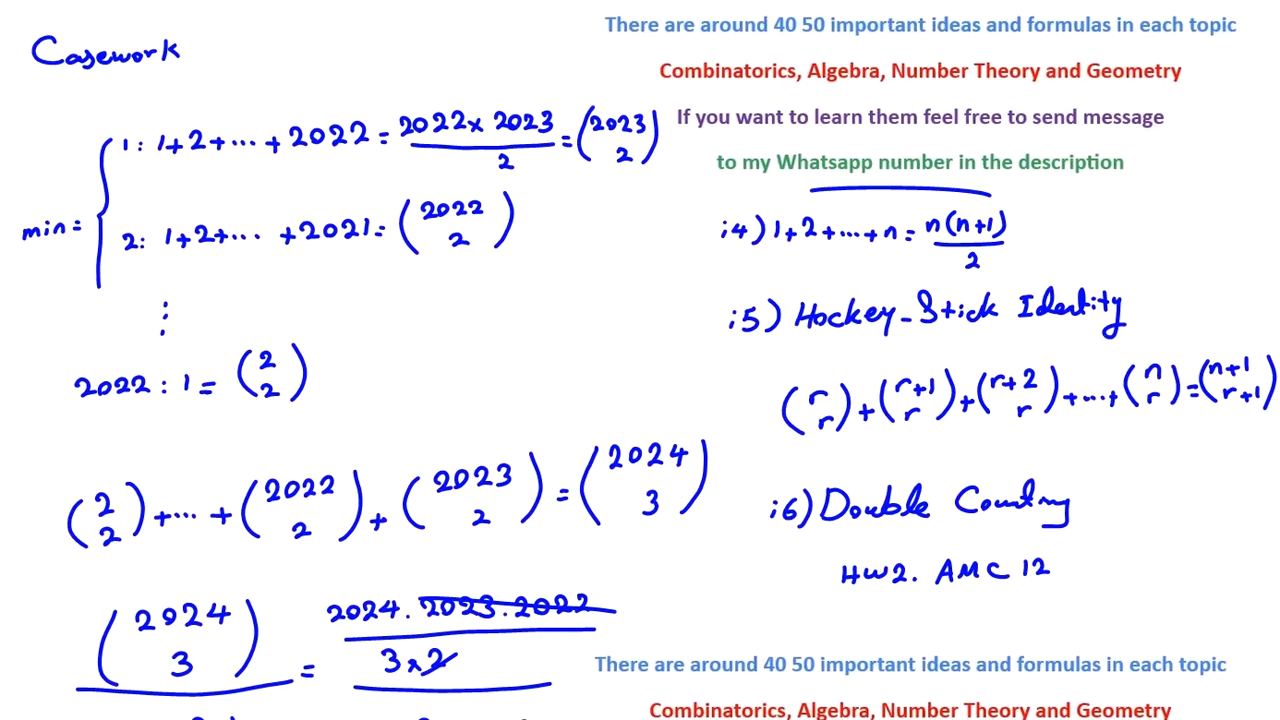 There are around 40 50 important ideas and formulas in each topic
Casework
Combinatorics, Algebra, Number Theory and Geometry
If you want to learn them feel free to send message
to my Whatsapp number in the description
min = { 1: 1+2+...+2022 = (2022×2023)/2 = (2023 2)
2: 1+2+... +2021 = (2022 2)
⋮
2022 : 1 = (2 2)
i4) 1+2+...+n = n(n+1)/2
i5) Hockey-Stick Identity
(r r) + (r+1 r) + (r+2 r) +...+ (n r) = (n+1 r+1)
(2 2) +... + (2022 2) + (2023 2) = (2024 3)
i6) Double Counting
HW2. AMC 12
(2024 3) = 2024. 2023. 2022
3×2
There are around 40 50 important ideas and formulas in each topic
Combinatorics, Algebra, Number Theory and Geometry